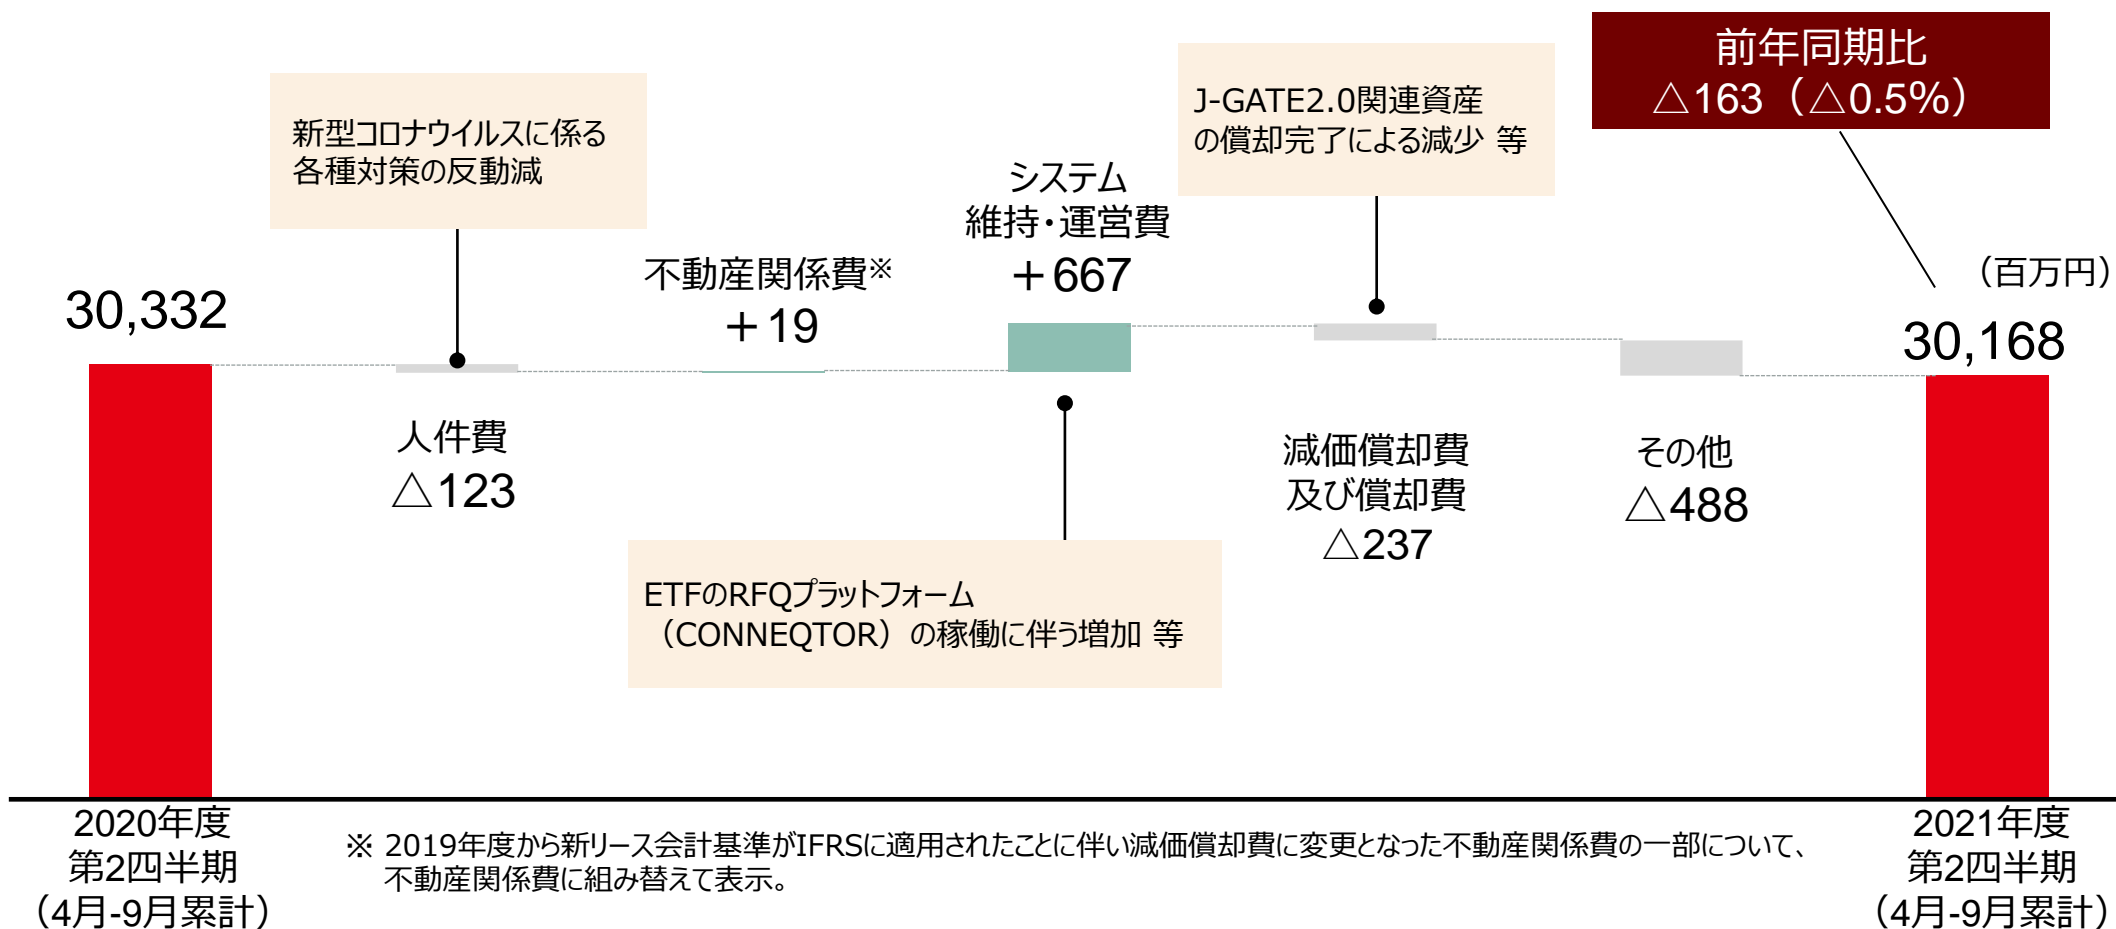 前年同期比
△163（△0.5%）
J-GATE2.0関連資産
の償却完了による減少 等
新型コロナウイルスに係る
各種対策の反動減
システム
維持・運営費
＋667
不動産関係費※
＋19
（百万円）
30,332
30,168
人件費
△123
減価償却費
及び償却費
△237
その他
△488
ETFのRFQプラットフォーム
（CONNEQTOR）の稼働に伴う増加 等
2020年度
第2四半期
（4月-9月累計）
2021年度
第2四半期
（4月-9月累計）
※ 2019年度から新リース会計基準がIFRSに適用されたことに伴い減価償却費に変更となった不動産関係費の一部について、
不動産関係費に組み替えて表示。